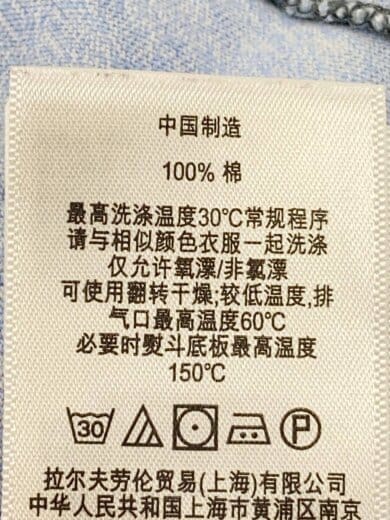 中国制造
100% 棉
最高洗涤温度30℃常规程序
请与相似颜色衣服一起洗涤
仅允许氧漂/非氯漂
可使用翻转干燥;较低温度,排
气口最高温度60℃
必要时熨斗底板最高温度
150℃
30 P
拉尔夫劳伦贸易(上海)有限公司
中华人民共和国上海市黄浦区南京